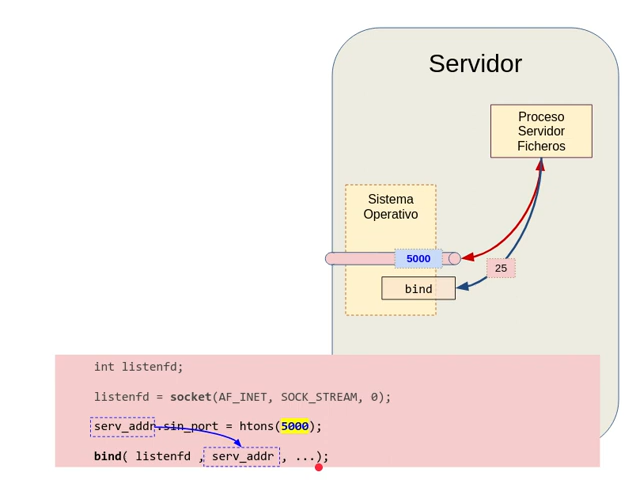 Servidor
Proceso
Servidor
Ficheros
Sistema
Operativo
5000
25
bind
int listenfd;
listenfd = socket(AF_INET, SOCK_STREAM, 0);
serv_addr.sin_port = htons(5000);
bind( listenfd , serv_addr , ...);